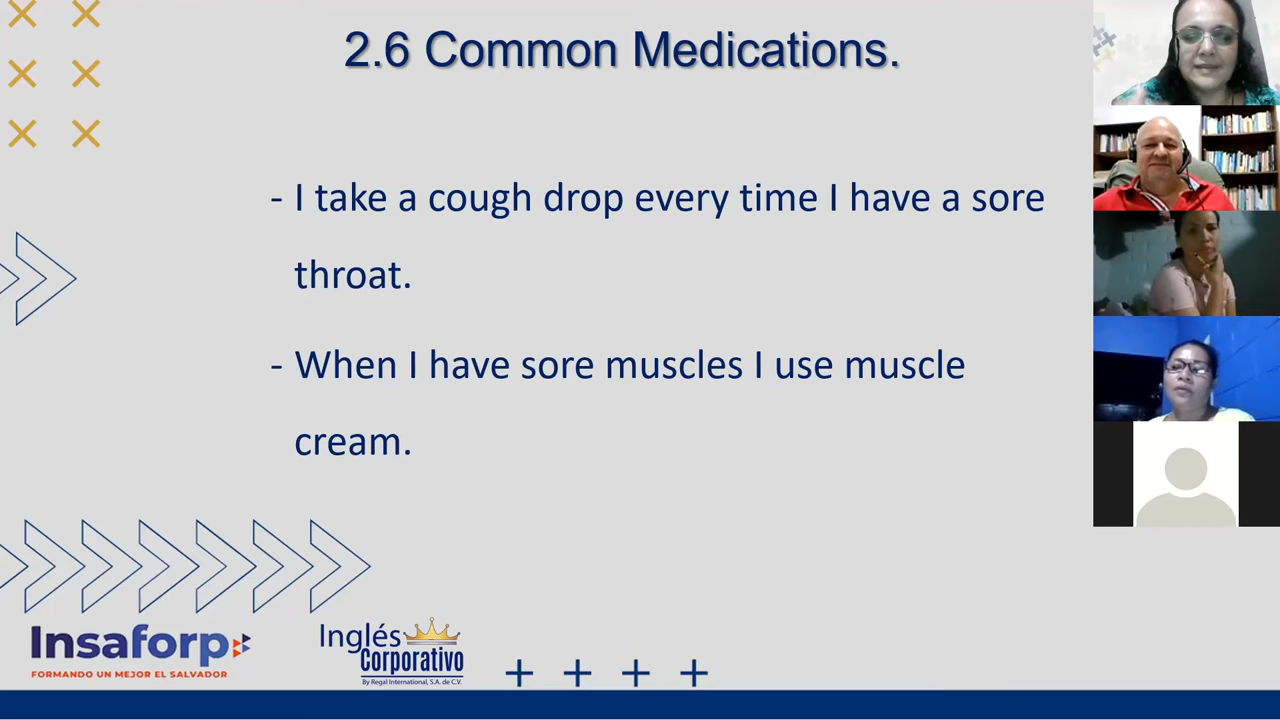 2.6 Common Medications.
- I take a cough drop every time I have a sore
throat.
- When I have sore muscles I use muscle
cream.
Insaforp
FORMANDO UN MEJOR EL SALVADOR
Inglés
Corporativo
By Regal International, S.A. de C.V.